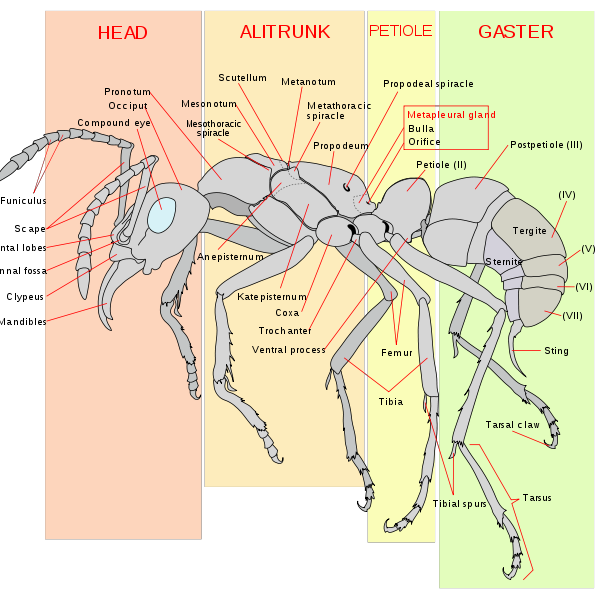 HEAD
ALITRUNK
PETIOLE
GASTER
Pronotum
Occiput
Compound eye
Scutellum
Metanotum
Mesonotum
Metathoracic
spiracle
Mesothoracic
spiracle
Propodeum
Propodeal spiracle
Metapleural gland
Bulla
Orifice
Petiole (II)
Postpetiole (III)
(IV)
Tergite
Sternite
(V)
(VI)
(VII)
Funiculus
Scape
ntal lobes
nnal fossa
Clypeus
Mandibles
Anepisternum
Katepisternum
Coxa
Trochanter
Ventral process
Femur
Tibia
Sting
Tarsal claw
Tibial spurs
Tarsus